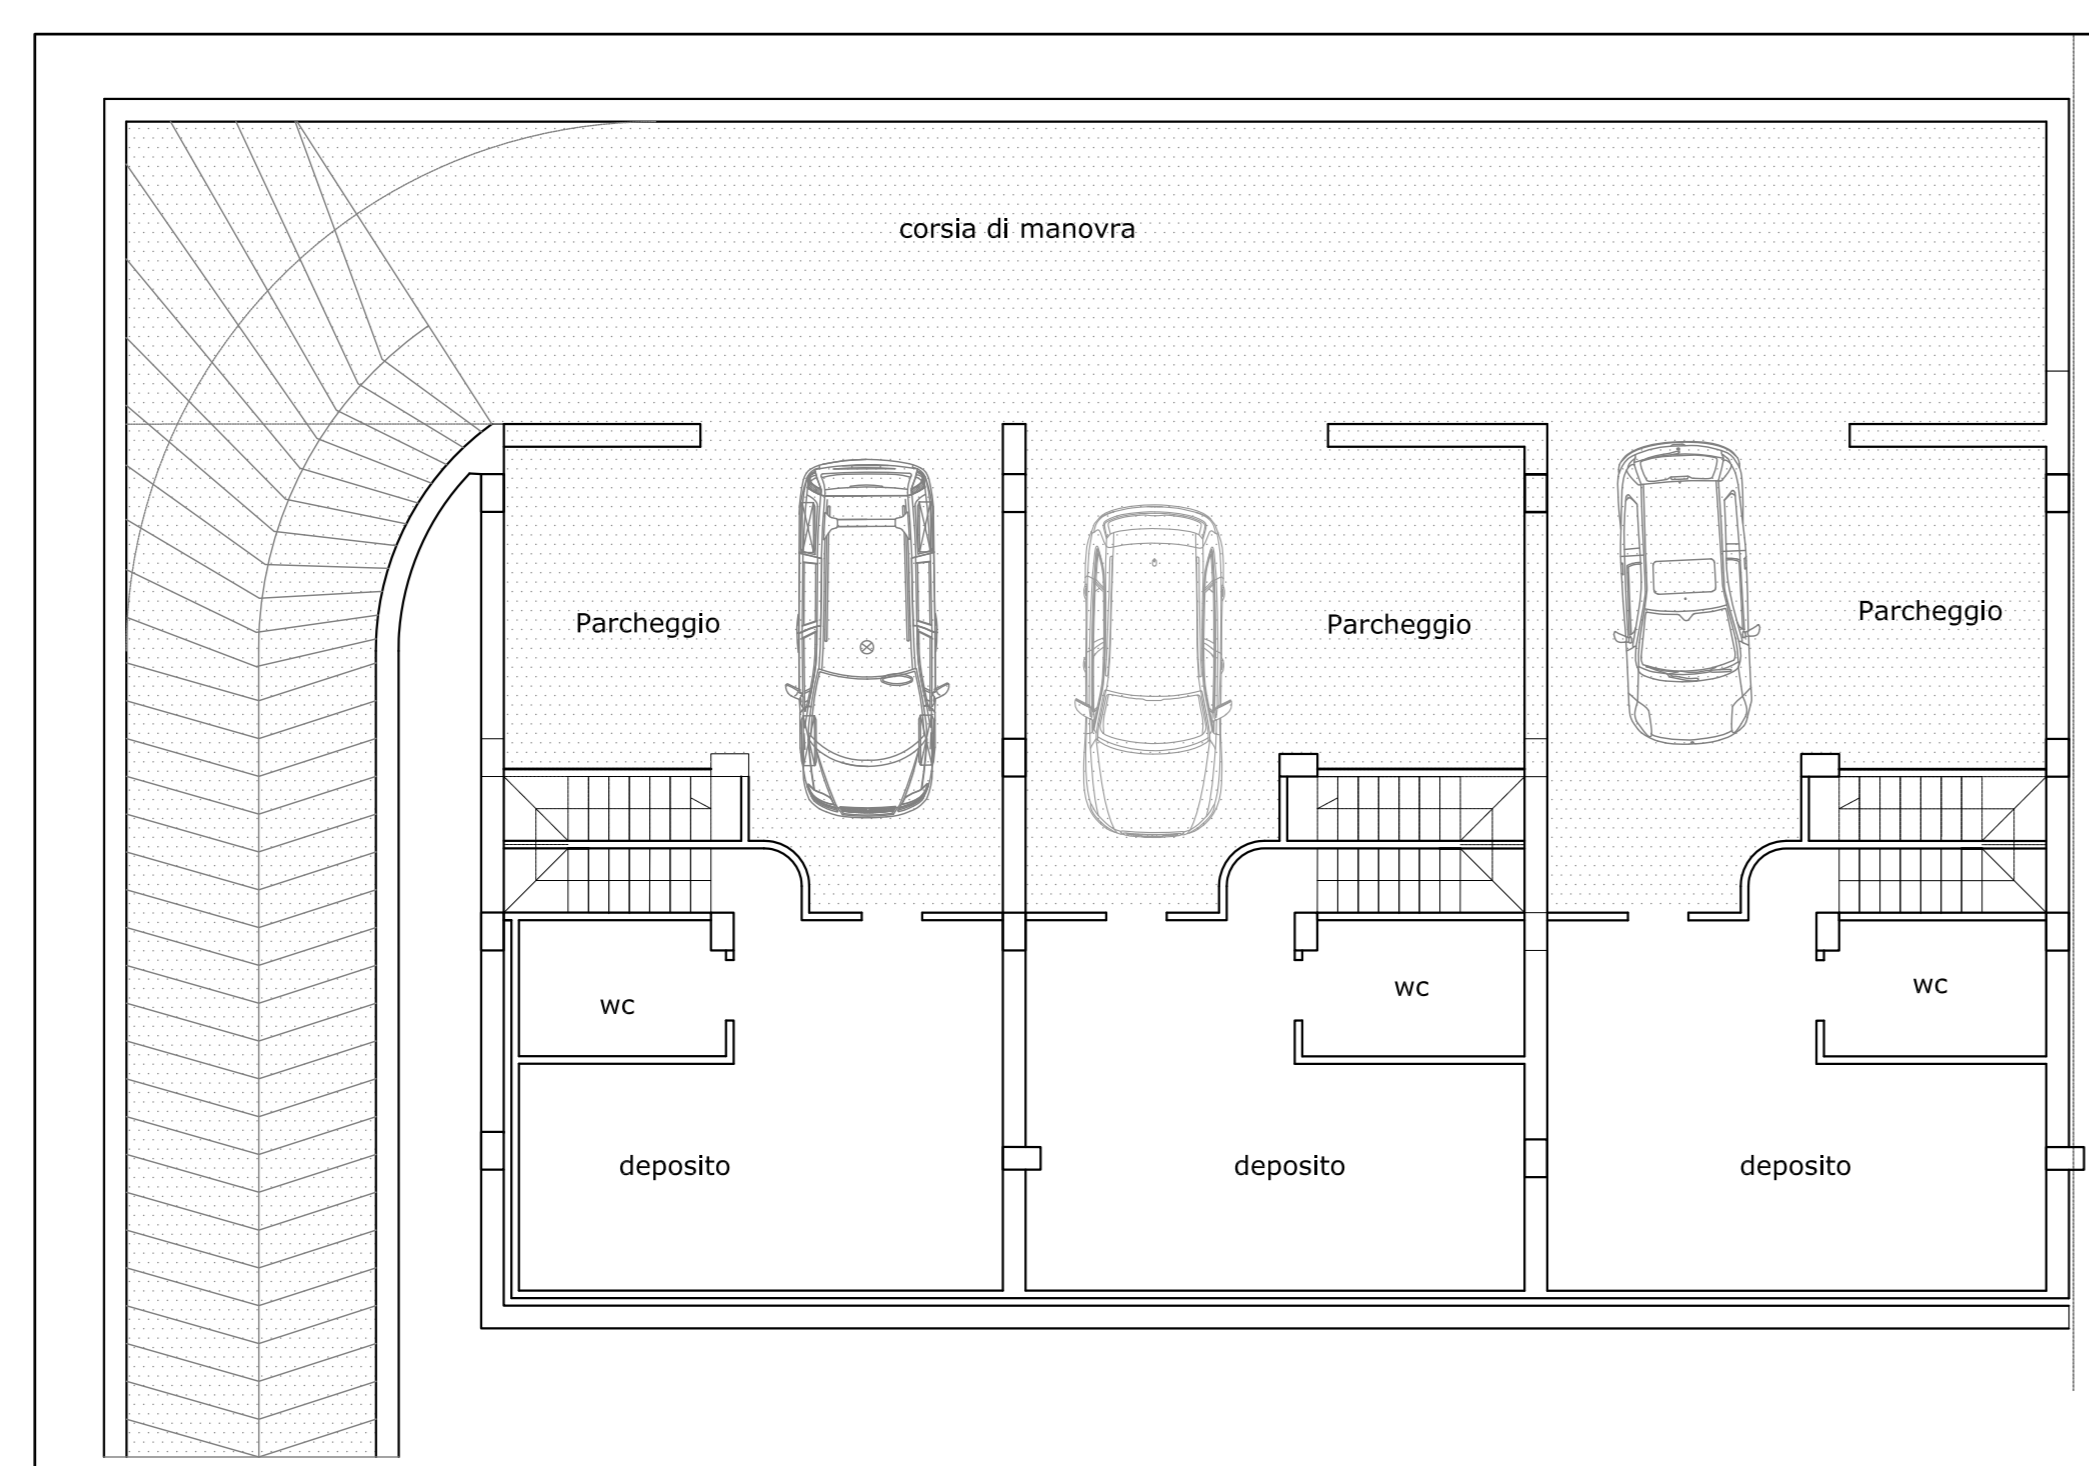 corsia di manovra
Parcheggio
Parcheggio
Parcheggio
wc
wc
wc
deposito
deposito
deposito